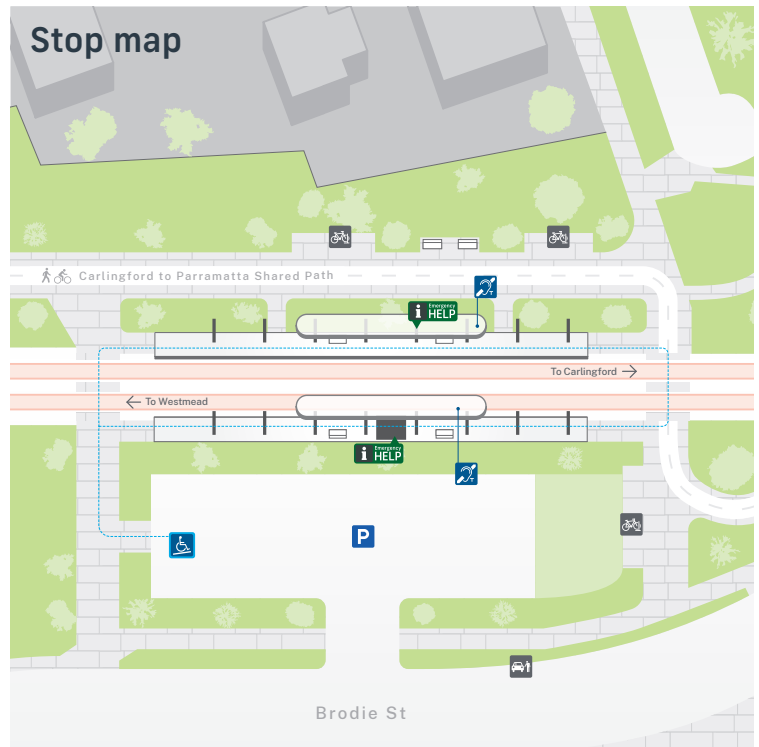 Stop map
Carlingford to Parramatta Shared Path
T
i Emergency
HELP
To Carlingford →
← To Westmead
i Emergency
HELP
T
P
Brodie St